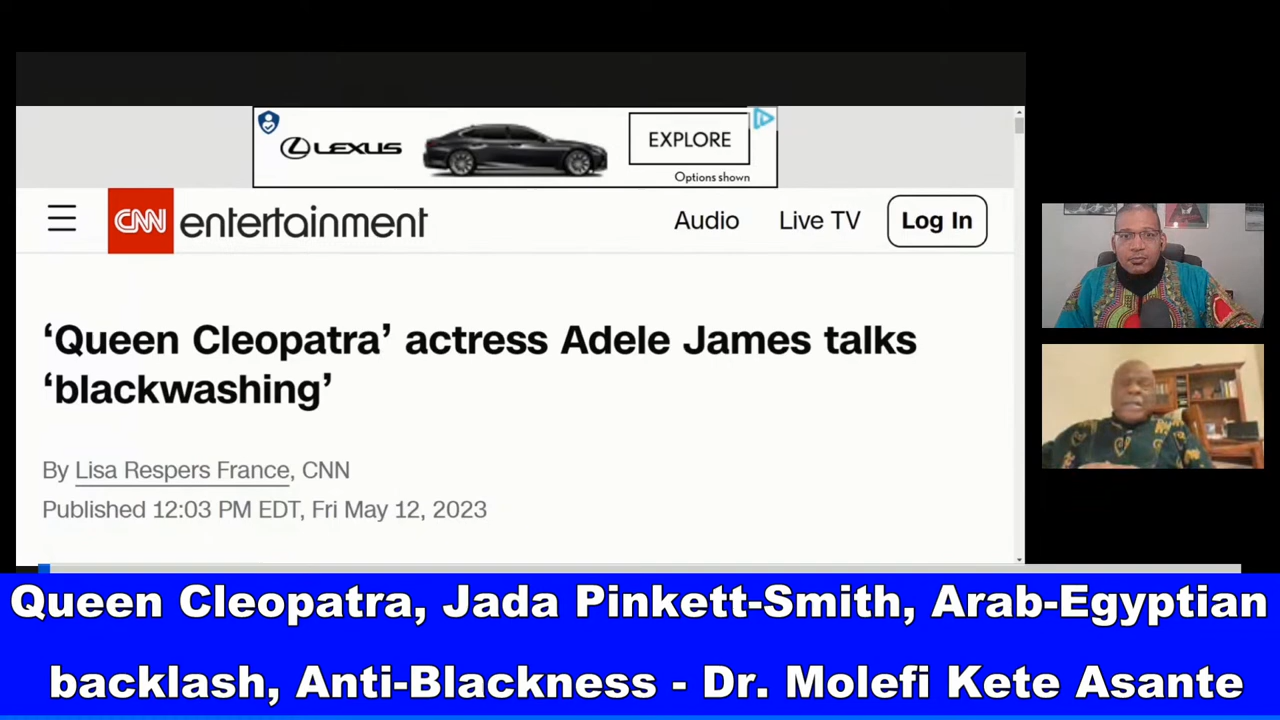 LEXUS
EXPLORE
Options shown
CNN entertainment
Audio
Live TV
Log In
‘Queen Cleopatra’ actress Adele James talks
‘blackwashing’
By Lisa Respers France, CNN
Published 12:03 PM EDT, Fri May 12, 2023
Queen Cleopatra, Jada Pinkett-Smith, Arab-Egyptian
backlash, Anti-Blackness - Dr. Molefi Kete Asante